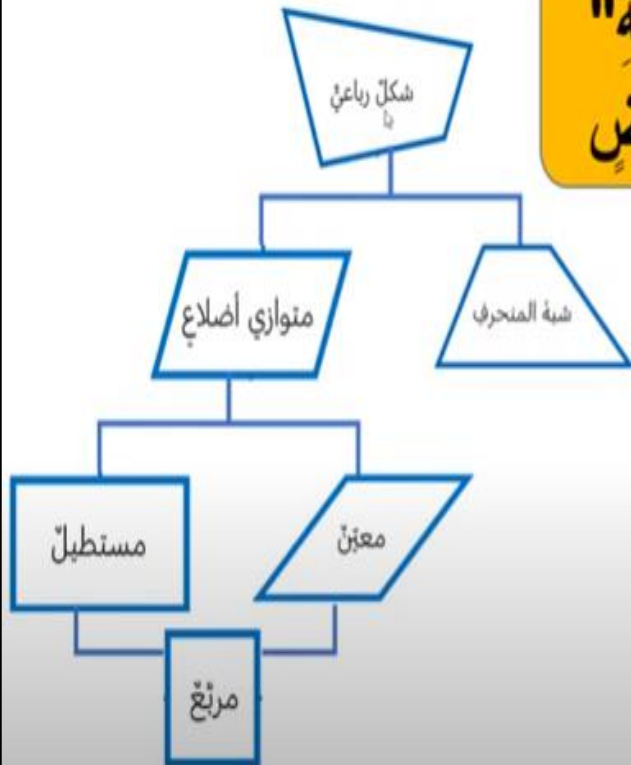 شكلٌ رباعيٌّ
متوازي أضلاعٍ
شبهُ المنحرفِ
مستطيلٌ
معيّنٌ
مربّعٌ